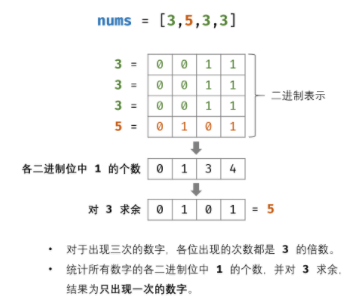 nums = [3,5,3,3]
3 = 0 0 1 1
3 = 0 0 1 1
3 = 0 0 1 1
5 = 0 1 0 1
二进制表示
各二进制位中 1 的个数 0 1 3 4
对 3 求余 0 1 0 1 = 5
• 对于出现三次的数字，各位出现的次数都是 3 的倍数。
• 统计所有数字的各二进制位中 1 的个数，并对 3 求余，
结果为只出现一次的数字。